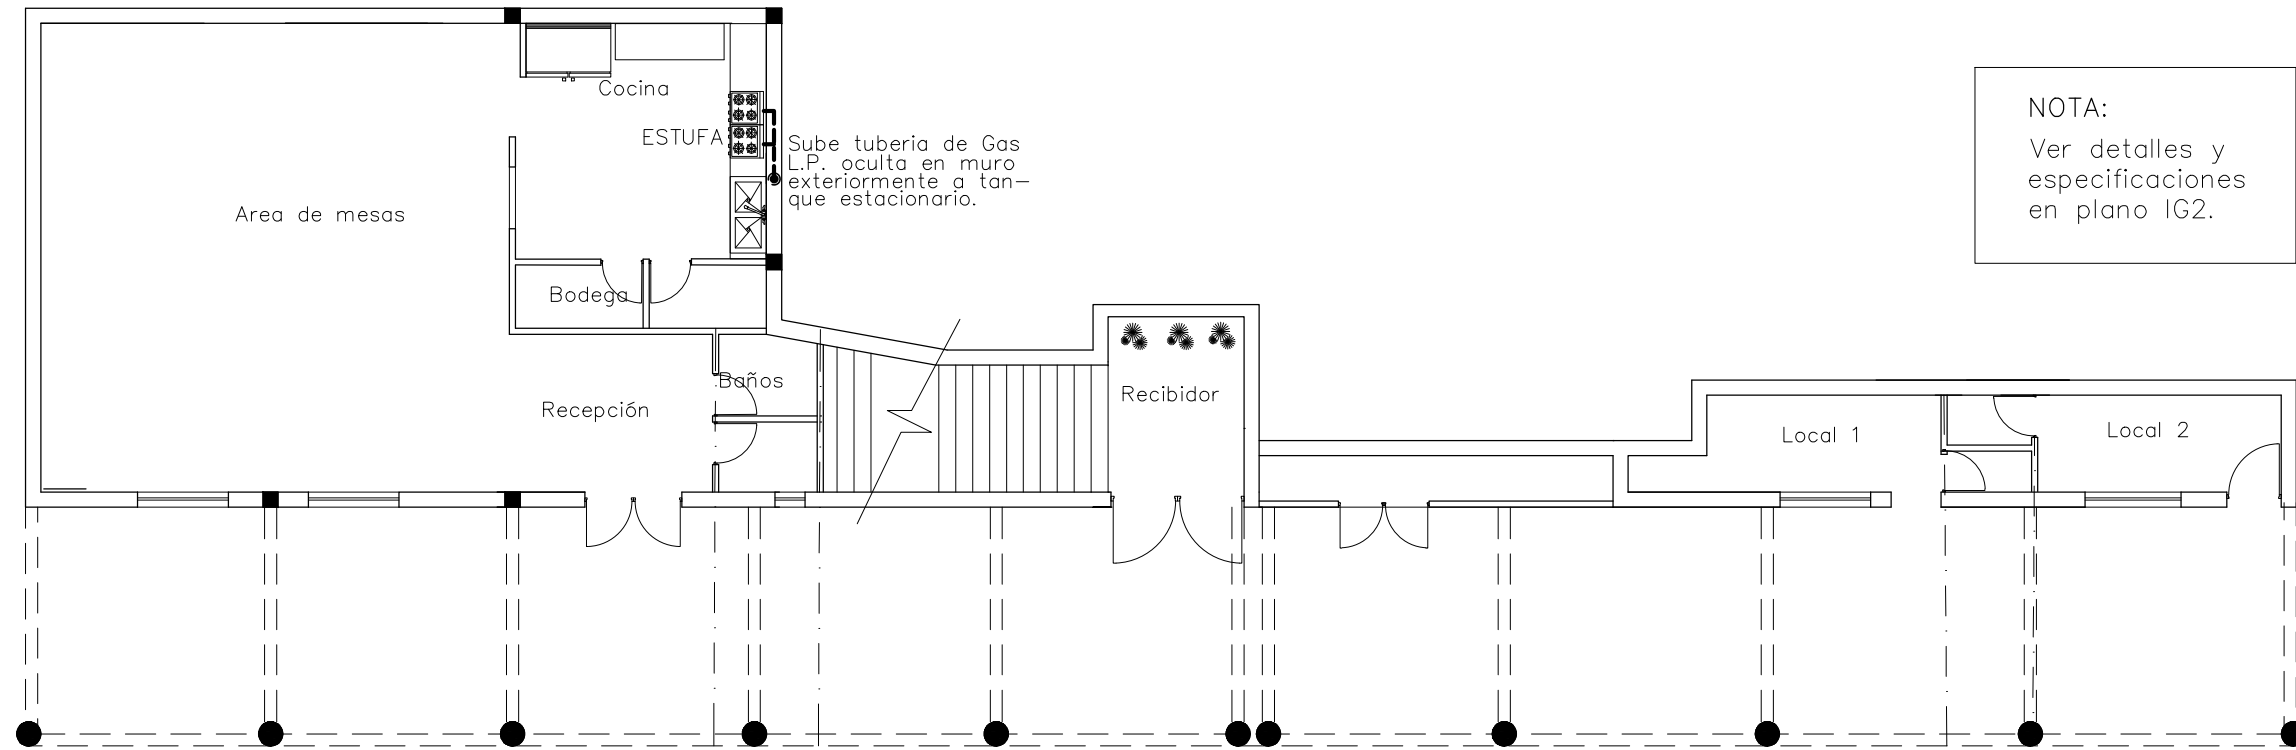 Cocina
ESTUFA
Sube tuberia de Gas
L.P. oculta en muro
exteriormente a tan-
que estacionario.
Area de mesas
Bodega
Baños
Recepción
Recibidor
Local 1
Local 2
NOTA:
Ver detalles y
especificaciones
en plano IG2.